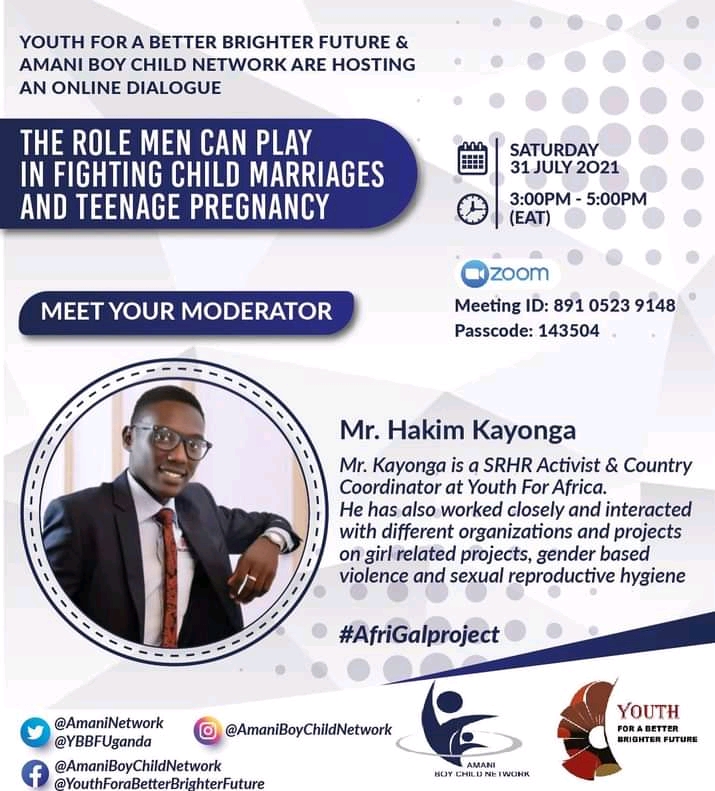 YOUTH FOR A BETTER BRIGHTER FUTURE &
AMANI BOY CHILD NETWORK ARE HOSTING
AN ONLINE DIALOGUE
THE ROLE MEN CAN PLAY
IN FIGHTING CHILD MARRIAGES
AND TEENAGE PREGNANCY
SATURDAY
31 JULY 2021
3:00PM - 5:00PM
(EAT)
zoom
Meeting ID: 891 0523 9148
Passcode: 143504
MEET YOUR MODERATOR
Mr. Hakim Kayonga
Mr. Kayonga is a SRHR Activist & Country
Coordinator at Youth For Africa.
He has also worked closely and interacted
with different organizations and projects
on girl related projects, gender based
violence and sexual reproductive hygiene
#AfriGalproject
@AmaniNetwork
@YBBFUganda
@AmaniBoyChildNetwork
@AmaniBoyChildNetwork
@YouthForaBetterBrighterFuture
AMANI
BOY CHILD NETWORK
YOUTH
FOR A BETTER
BRIGHTER FUTURE